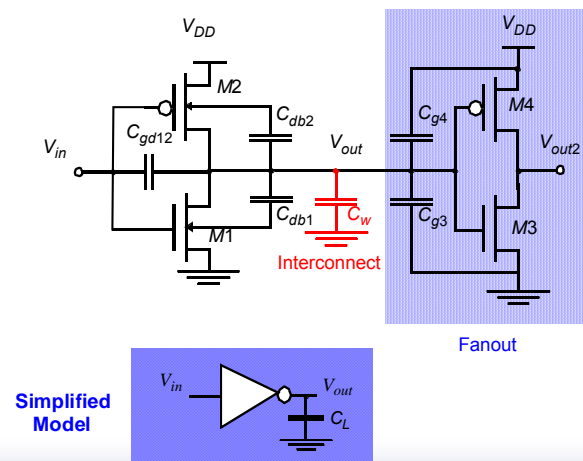 V_DD
V_DD
M2
M4
C_db2
C_g4
C_gd12
V_in
V_out
V_out2
C_db1
C_w
C_g3
M1
M3
Interconnect
Fanout
Simplified
Model
V_in
V_out
C_L